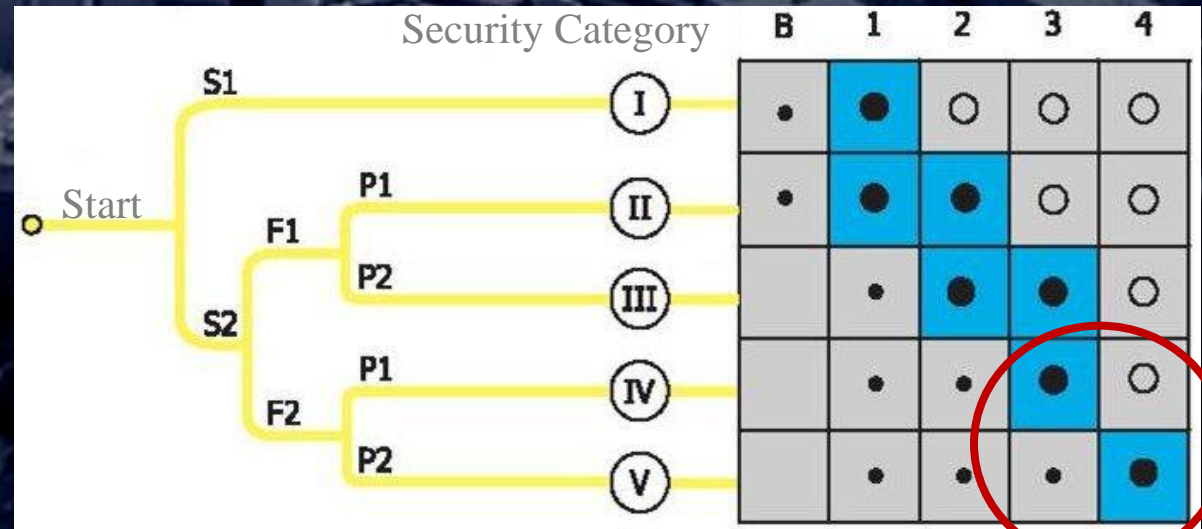 Security Category B 1 2 3 4
S1
I
Start
P1
II
F1
P2
III
S2
P1
IV
F2
P2
V